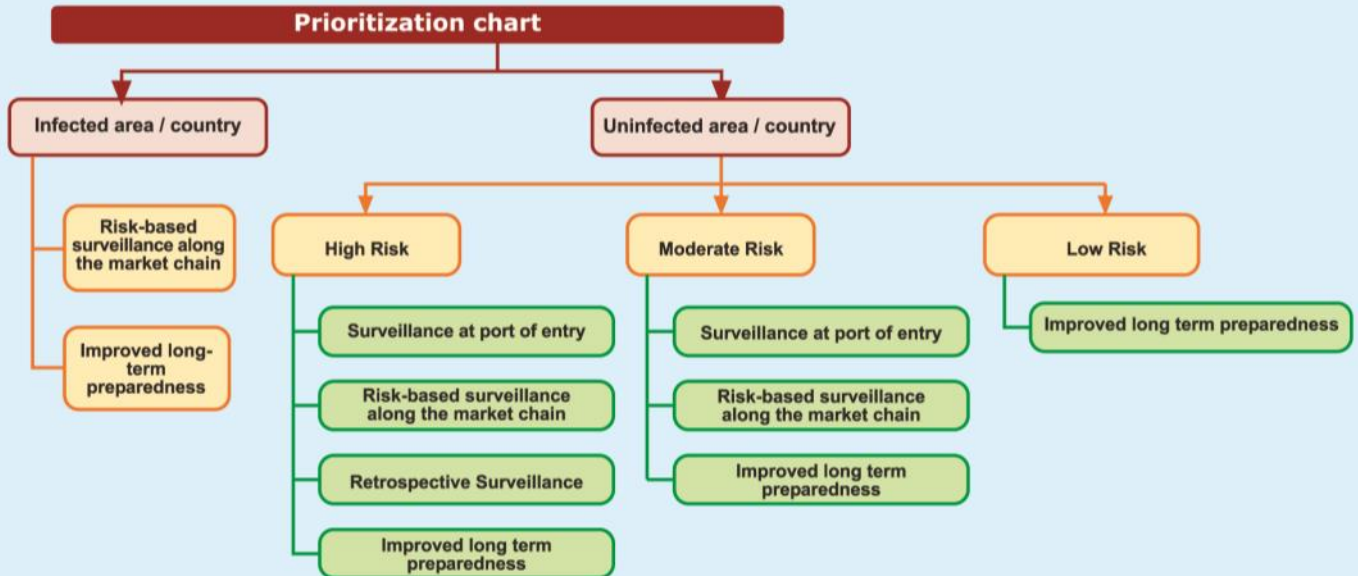 Prioritization chart
Infected area / country
Uninfected area / country
Risk-based
surveillance along
the market chain
Improved long-
term
preparedness
High Risk
Surveillance at port of entry
Risk-based surveillance
along the market chain
Retrospective Surveillance
Improved long term
preparedness
Moderate Risk
Surveillance at port of entry
Risk-based surveillance
along the market chain
Improved long term
preparedness
Low Risk
Improved long term preparedness